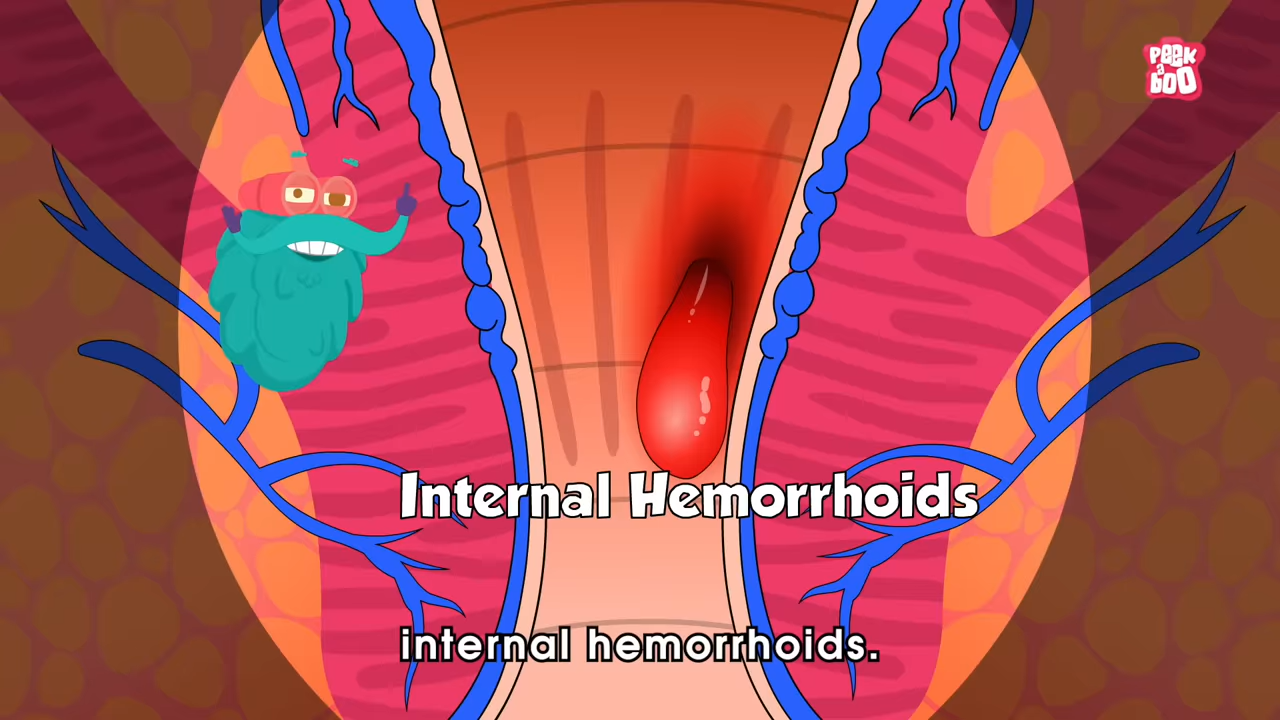 PEEK
a
BOO
Internal Hemorrhoids
internal hemorrhoids.